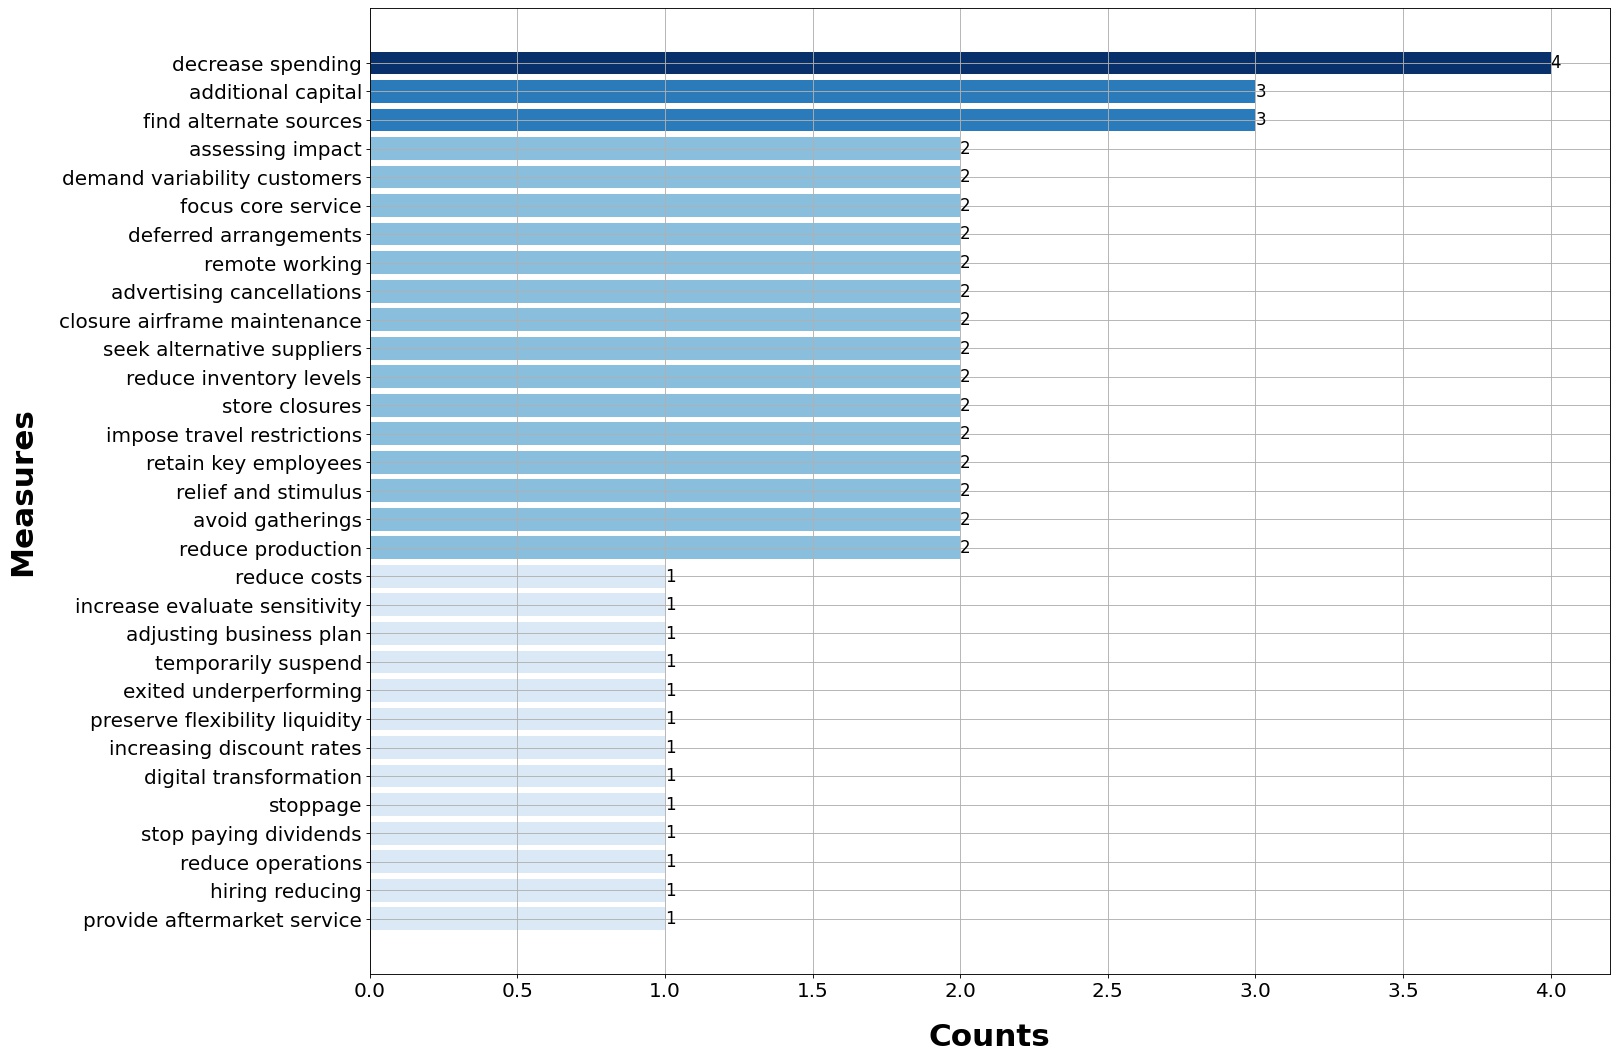 decrease spending 4
additional capital 3
find alternate sources 3
assessing impact 2
demand variability customers 2
focus core service 2
deferred arrangements 2
remote working 2
advertising cancellations 2
closure airframe maintenance 2
seek alternative suppliers 2
reduce inventory levels 2
store closures 2
impose travel restrictions 2
retain key employees 2
relief and stimulus 2
avoid gatherings 2
reduce production 2
reduce costs 1
increase evaluate sensitivity 1
adjusting business plan 1
temporarily suspend 1
exited underperforming 1
preserve flexibility liquidity 1
increasing discount rates 1
digital transformation 1
stoppage 1
stop paying dividends 1
reduce operations 1
hiring reducing 1
provide aftermarket service 1
Measures
0.0 0.5 1.0 1.5 2.0 2.5 3.0 3.5 4.0
Counts